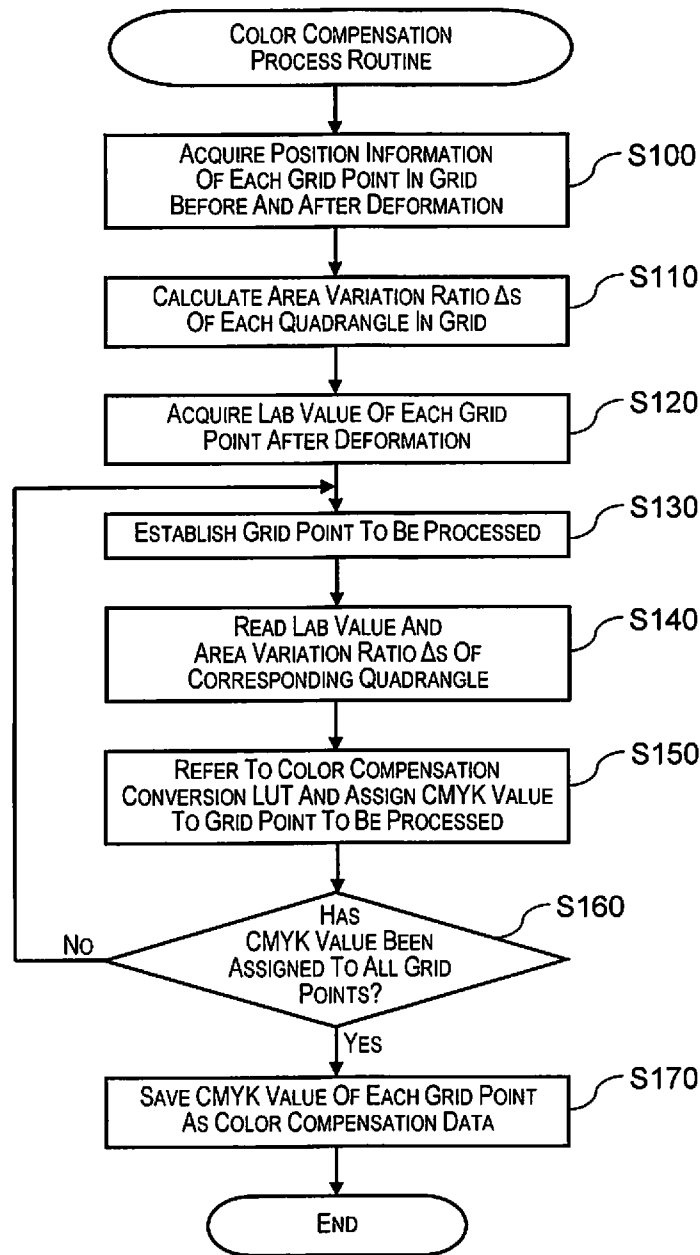 COLOR COMPENSATION
PROCESS ROUTINE
ACQUIRE POSITION INFORMATION
OF EACH GRID POINT IN GRID
BEFORE AND AFTER DEFORMATION
S100
CALCULATE AREA VARIATION RATIO ΔS
OF EACH QUADRANGLE IN GRID
S110
ACQUIRE LAB VALUE OF EACH GRID
POINT AFTER DEFORMATION
S120
ESTABLISH GRID POINT TO BE PROCESSED
S130
READ LAB VALUE AND
AREA VARIATION RATIO ΔS OF
CORRESPONDING QUADRANGLE
S140
REFER TO COLOR COMPENSATION
CONVERSION LUT AND ASSIGN CMYK VALUE
TO GRID POINT TO BE PROCESSED
S150
HAS
CMYK VALUE BEEN
ASSIGNED TO ALL GRID
POINTS?
S160
NO
YES
SAVE CMYK VALUE OF EACH GRID POINT
AS COLOR COMPENSATION DATA
S170
END